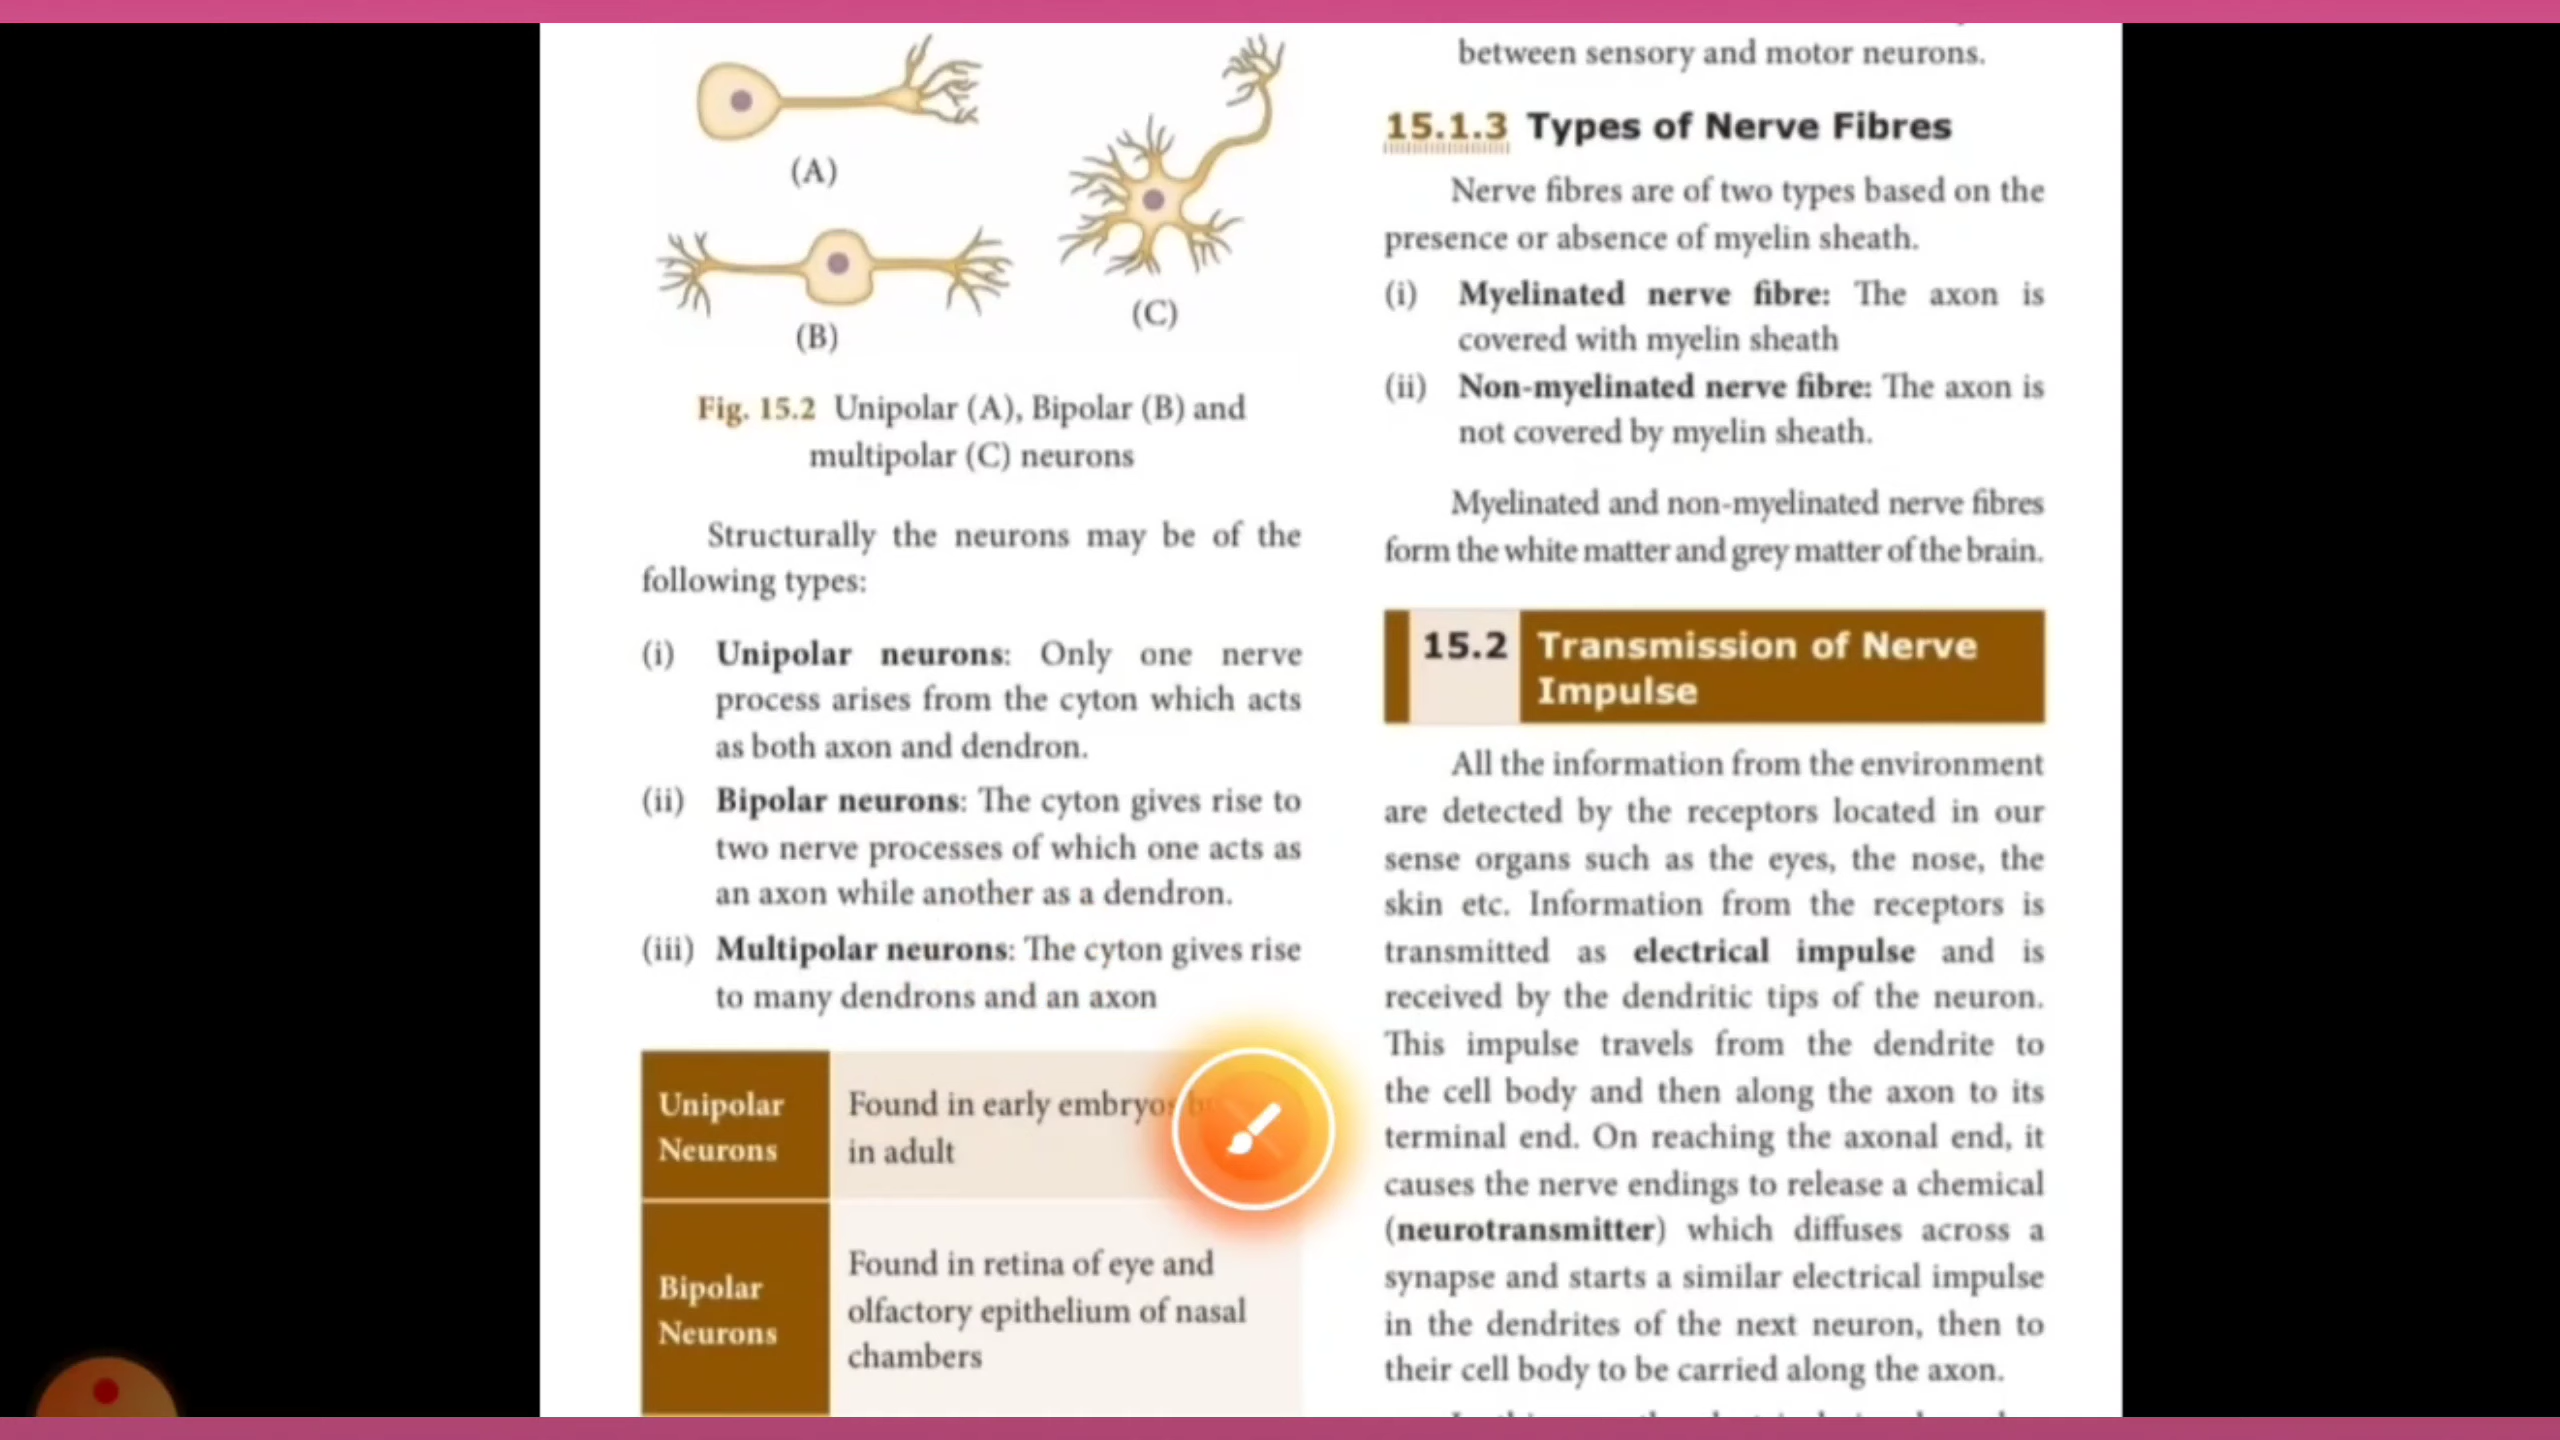 (A)
(B)
(C)
Fig. 15.2 Unipolar (A), Bipolar (B) and
multipolar (C) neurons
Structurally the neurons may be of the
following types:
(i) Unipolar neurons: Only one nerve
process arises from the cyton which acts
as both axon and dendron.
(ii) Bipolar neurons: The cyton gives rise to
two nerve processes of which one acts as
an axon while another as a dendron.
(iii) Multipolar neurons: The cyton gives rise
to many dendrons and an axon
Unipolar
Neurons
Found in early embryos
in adult
Bipolar
Neurons
Found in retina of eye and
olfactory epithelium of nasal
chambers
between sensory and motor neurons.
15.1.3 Types of Nerve Fibres
Nerve fibres are of two types based on the
presence or absence of myelin sheath.
(i) Myelinated nerve fibre: The axon is
covered with myelin sheath
(ii) Non-myelinated nerve fibre: The axon is
not covered by myelin sheath.
Myelinated and non-myelinated nerve fibres
form the white matter and grey matter of the brain.
15.2 Transmission of Nerve
Impulse
All the information from the environment
are detected by the receptors located in our
sense organs such as the eyes, the nose, the
skin etc. Information from the receptors is
transmitted as electrical impulse and is
received by the dendritic tips of the neuron.
This impulse travels from the dendrite to
the cell body and then along the axon to its
terminal end. On reaching the axonal end, it
causes the nerve endings to release a chemical
(neurotransmitter) which diffuses across a
synapse and starts a similar electrical impulse
in the dendrites of the next neuron, then to
their cell body to be carried along the axon.